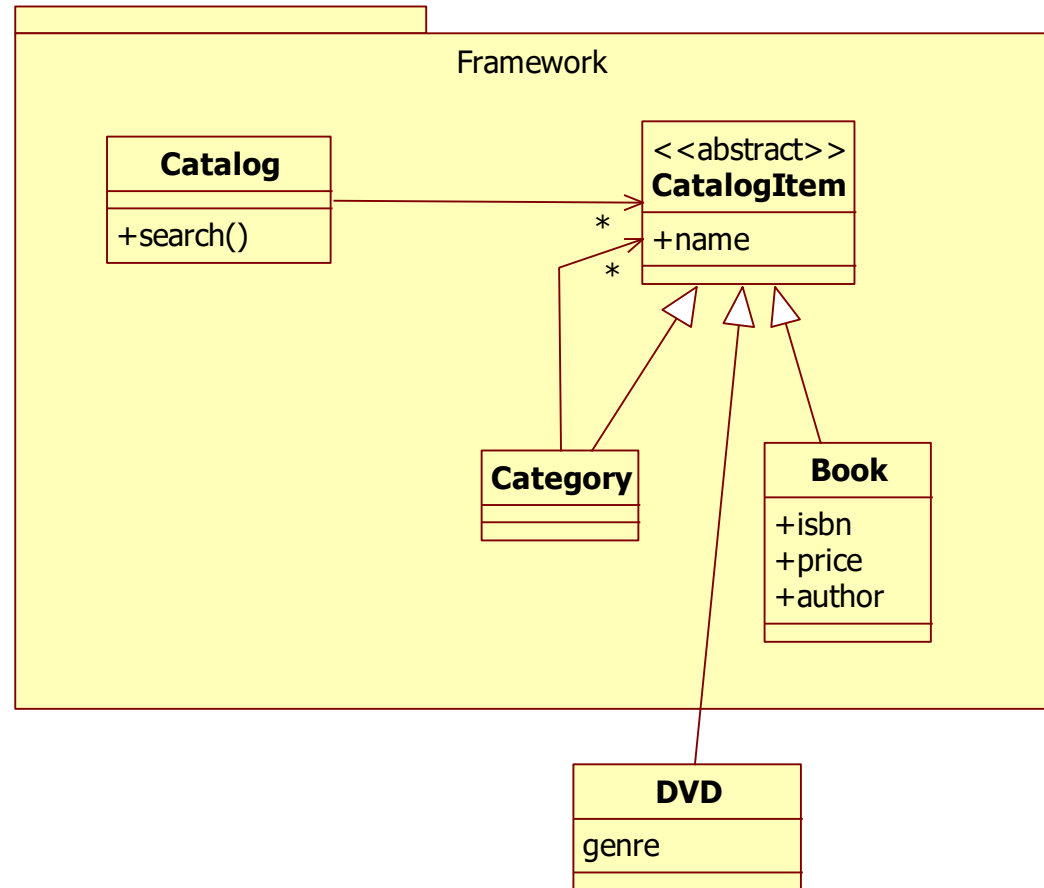 Framework
Catalog
+search()
<<abstract>>
CatalogItem
+name
*
*
Category
Book
+isbn
+price
+author
DVD
genre